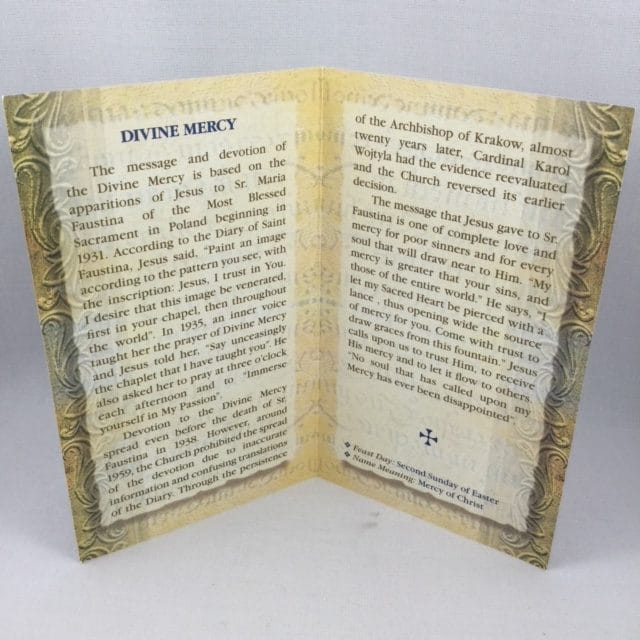 DIVINE MERCY
The message and devotion of
the Divine Mercy is based on the
apparitions of Jesus to Sr. Maria
Faustina of the Most Blessed
Sacrament in Poland beginning in
1931. According to the Diary of Saint
Faustina, Jesus said, "Paint an image
according to the pattern you see, with
the inscription: Jesus, I trust in You.
I desire that this image be venerated,
first in your chapel, then throughout
the world". In 1935, an inner voice
taught her the prayer of Divine Mercy
and Jesus told her, "Say unceasingly
the chaplet that I have taught you". He
also asked her to pray at three o'clock
each afternoon and to "Immerse
yourself in My Passion".
Devotion to the Divine Mercy
spread even before the death of Sr.
Faustina in 1938. However, around
1959, the Church prohibited the spread
of the devotion due to inaccurate
information and confusing translations
of the Diary. Through the persistence
of the Archbishop of Krakow, almost
twenty years later, Cardinal Karol
Wojtyla had the evidence reevaluated
and the Church reversed its earlier
decision.
The message that Jesus gave to Sr.
Faustina is one of complete love and
mercy for poor sinners and for every
soul that will draw near to Him. "My
mercy is greater that your sins, and
those of the entire world." He says, "I
let my Sacred Heart be pierced with a
lance , thus opening wide the source
of mercy for you. Come with trust to
draw graces from this fountain." Jesus
calls upon us to trust Him, to receive
His mercy and to let it flow to others.
"No soul that has called upon my
Mercy has ever been disappointed".
Feast Day: Second Sunday of Easter
Name Meaning: Mercy of Christ